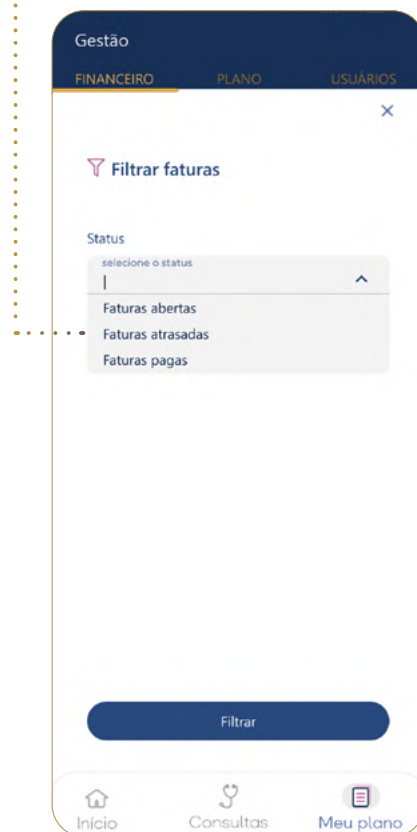 Gestão
FINANCEIRO PLANO USUÁRIOS
Filtrar faturas
Status
selecione o status
Faturas abertas
Faturas atrasadas
Faturas pagas
Filtrar
Início Consultas Meu plano